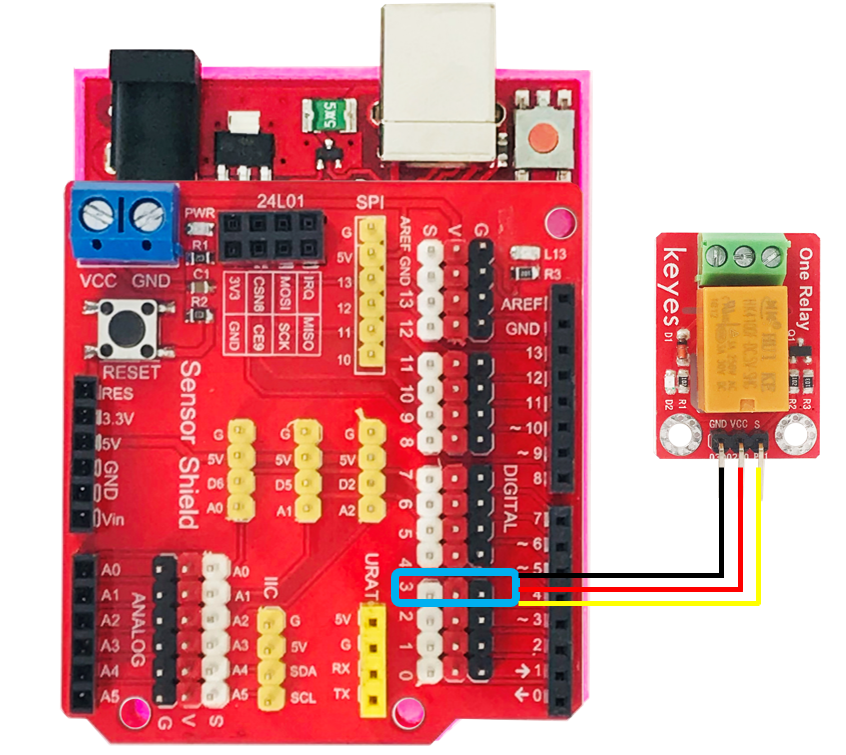 24L01
SPI
PWR
R1
C1
R2
VCC GND
RESET
3V3 CSN8 MOSI IRQ
GND CE9 SCK MISO
G
5V
13
12
11
10
AREF GND 13 12
S V G
L13
R3
AREF
GND
13
12
11
~ 10
~ 9
8
11 10 9 8
7 6 5 4
3 2 1 0
DIGITAL
7
~ 6
~ 5
4
~ 3
2
→ 1
← 0
RES
3.3V
5V
GND
GND
Vin
Sensor Shield
G
5V
D6
A0
G
5V
D5
A1
G
5V
D2
A2
A0
A1
A2
A3
A4
A5
ANALOG
G V S
A0
A1
A2
A3
A4
A5
IIC
G
5V
SDA
SCL
URAT
5V
G
RX
TX
keyes
One Relay
D1
Q1
D2
R1
R2
R3
GND VCC S